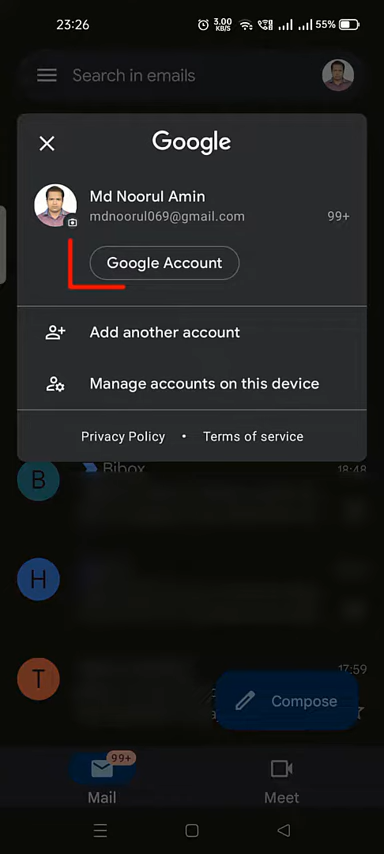 23:26
3.00
KB/S
55%
Search in emails
Google
Md Noorul Amin
mdnoorul069@gmail.com
99+
Google Account
Add another account
Manage accounts on this device
Privacy Policy • Terms of service
B
Bibox
18:48
H
T
17:59
Compose
99+
Mail
Meet